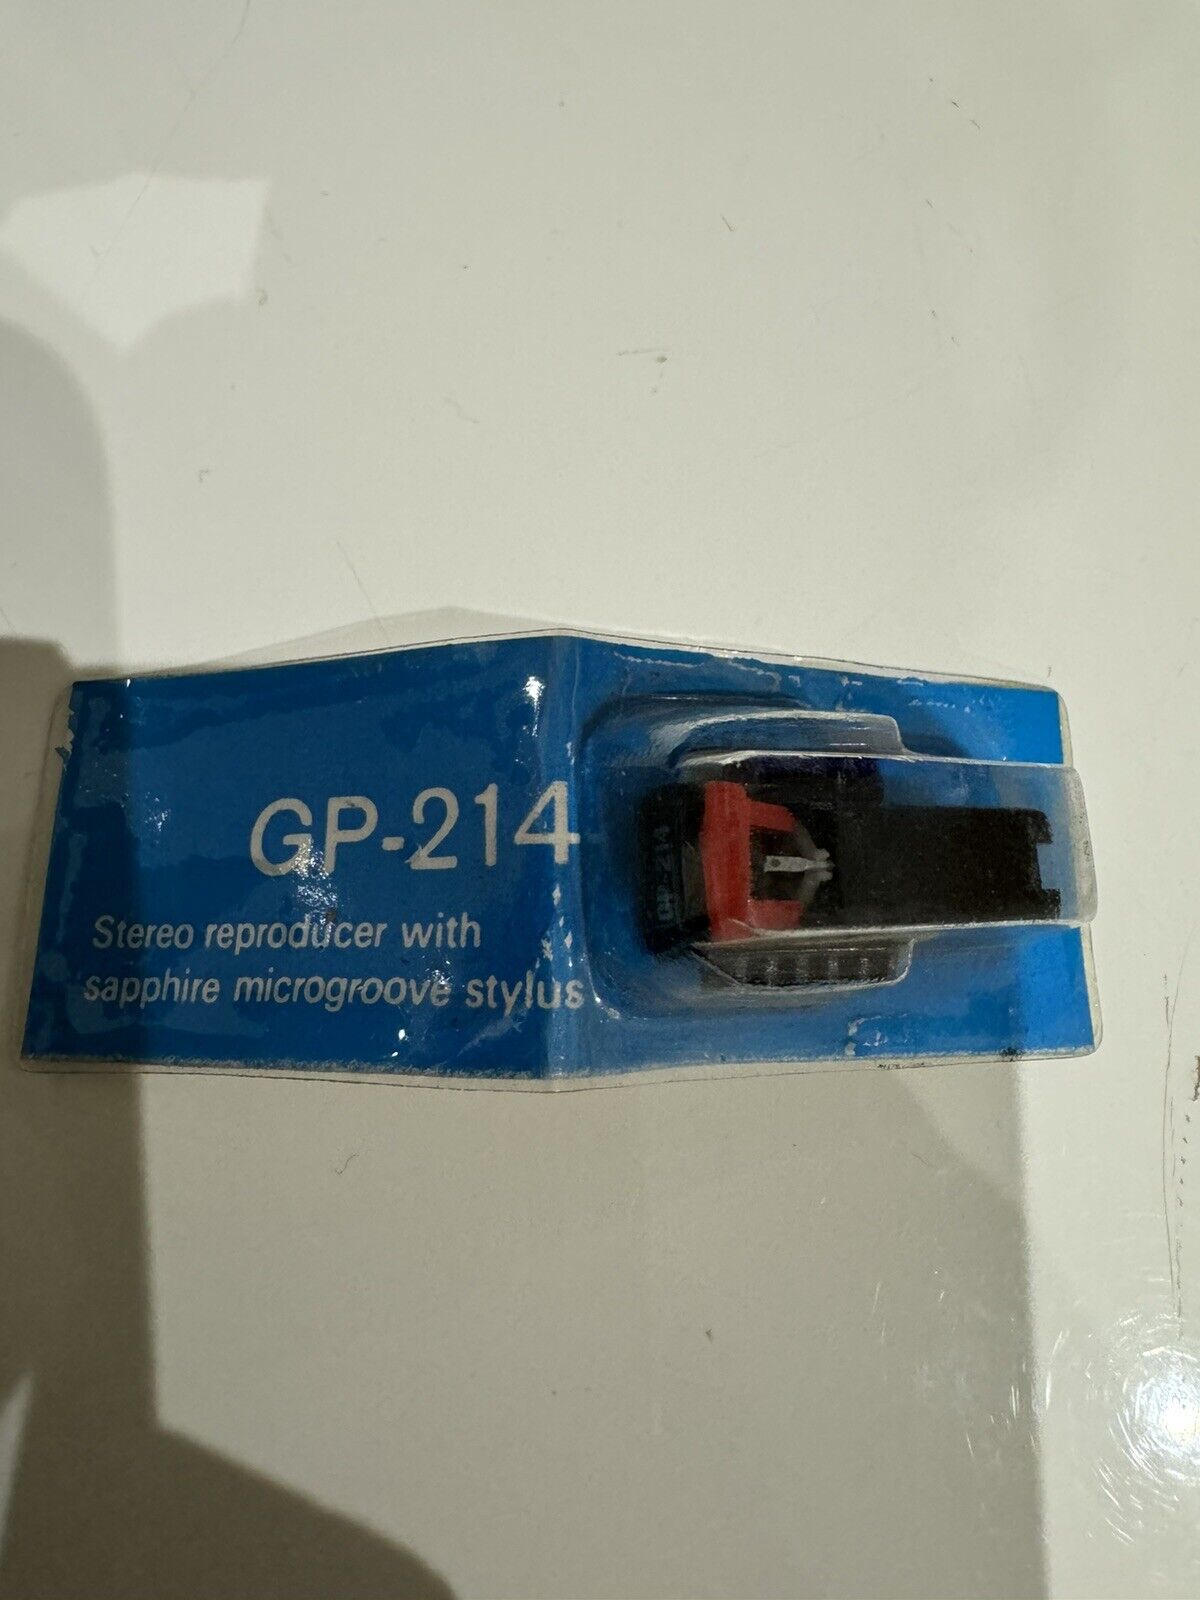 GP-214
Stereo reproducer with
sapphire microgroove stylus
GP-214